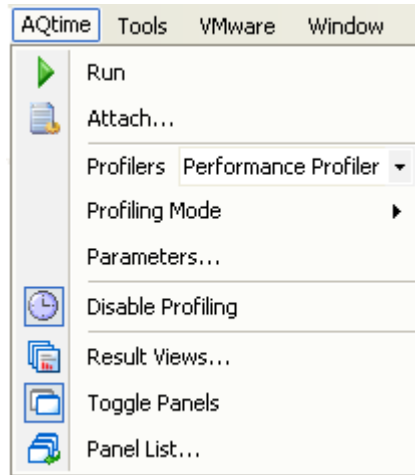 AQtime Tools VMware Window
Run
Attach...
Profilers Performance Profiler
Profiling Mode
Parameters...
Disable Profiling
Result Views...
Toggle Panels
Panel List...